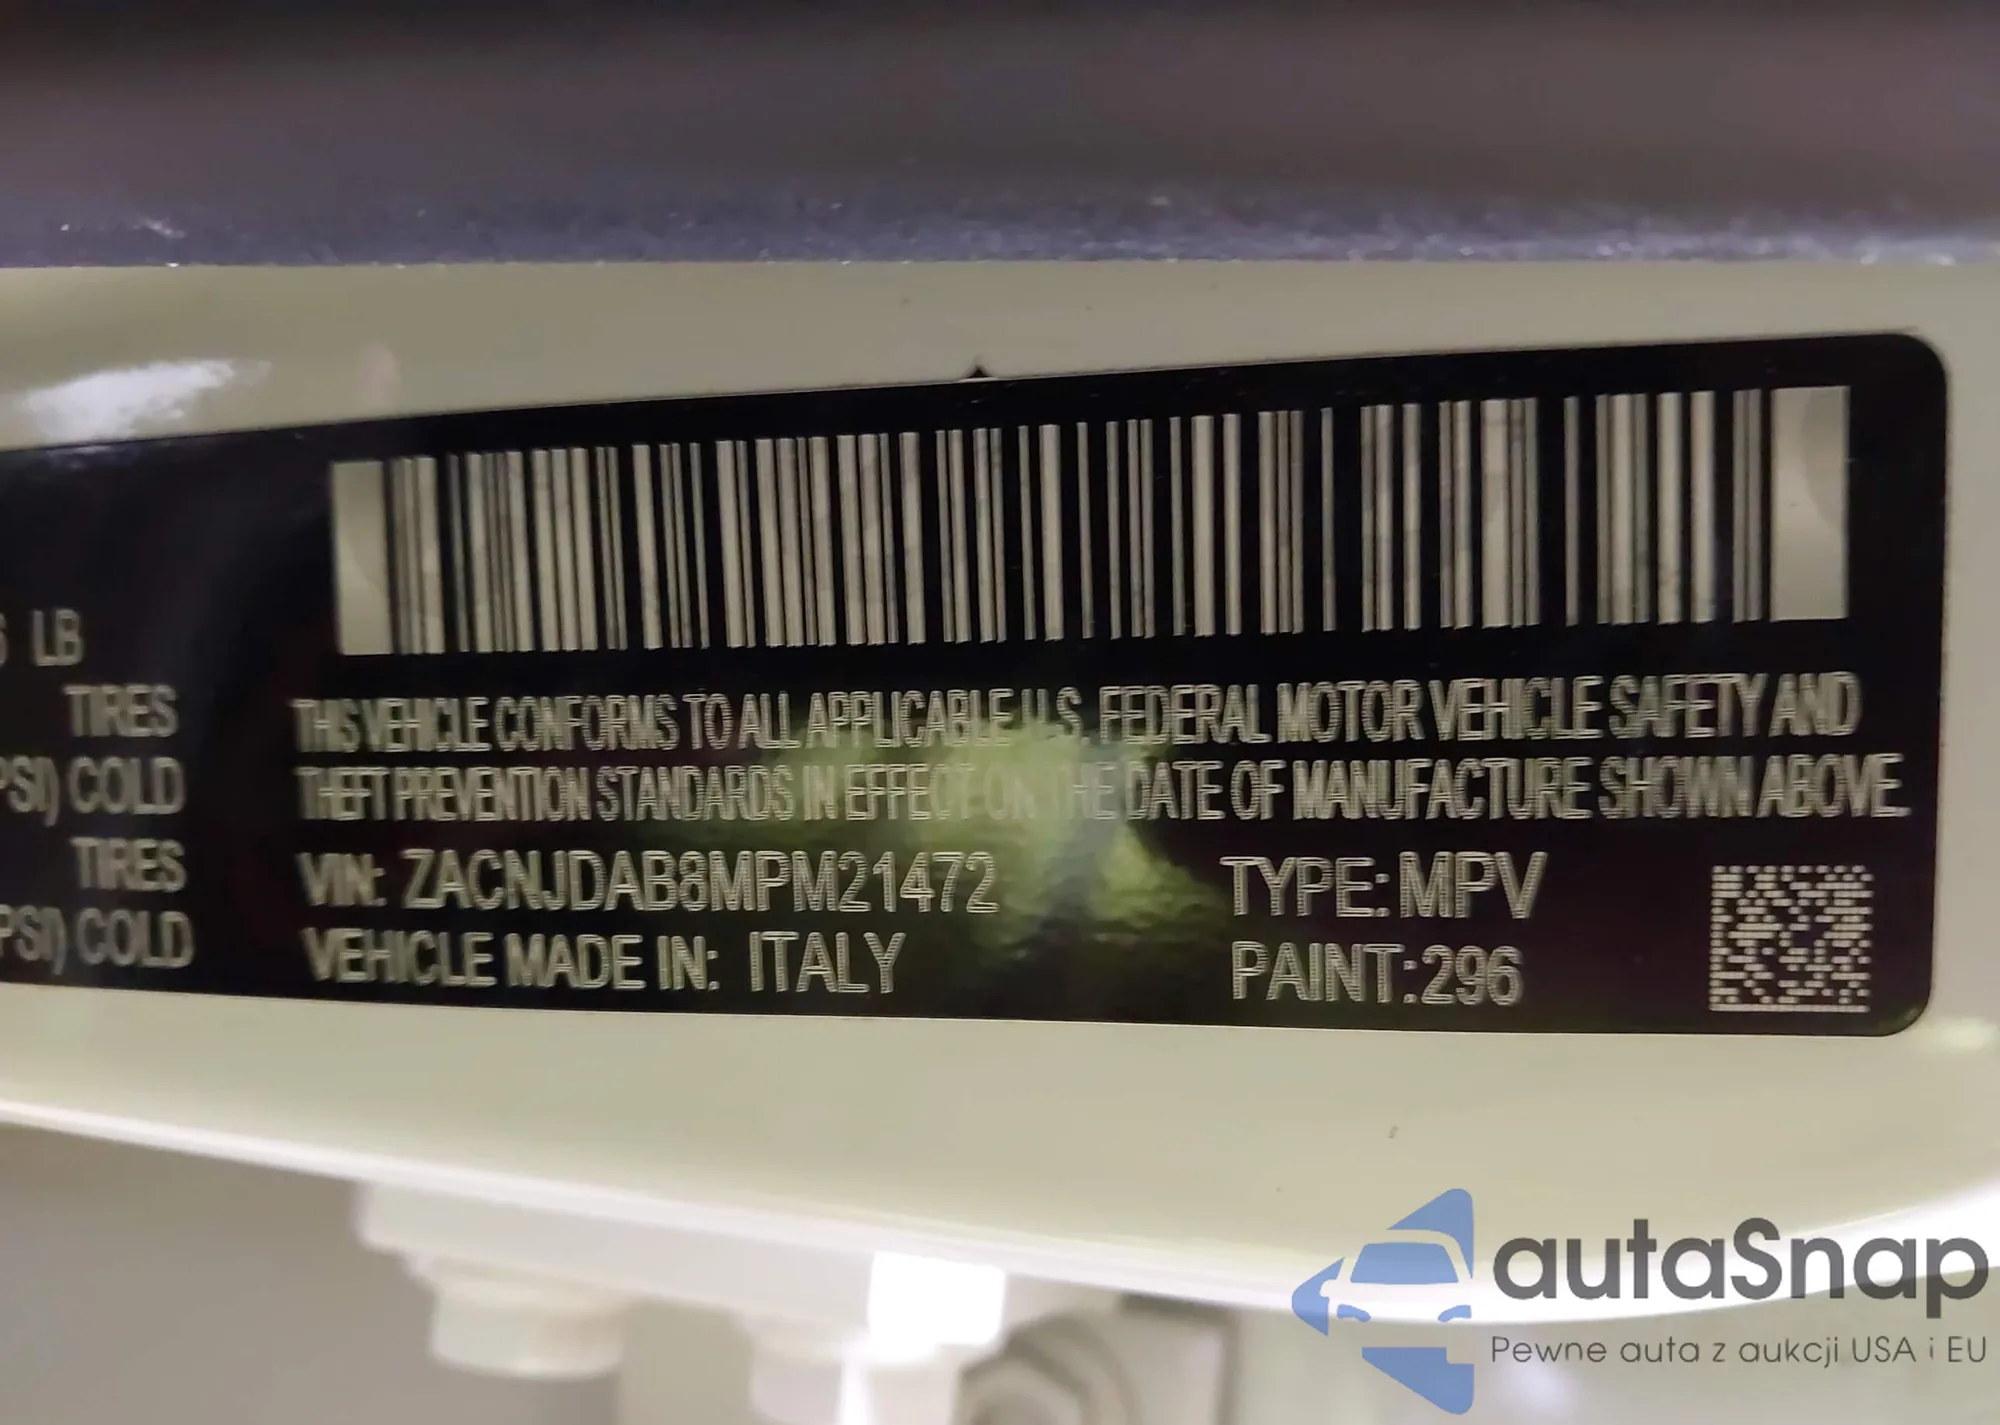 LB
TIRES
PSI) COLD
TIRES
PSI) COLD
THIS VEHICLE CONFORMS TO ALL APPLICABLE U.S. FEDERAL MOTOR VEHICLE SAFETY AND
THEFT PREVENTION STANDARDS IN EFFECT ON THE DATE OF MANUFACTURE SHOWN ABOVE.
VIN: ZACNJDAB8MPM21472 TYPE: MPV
VEHICLE MADE IN: ITALY PAINT: 296
autaSnap
Pewne auta z aukcji USA i EU